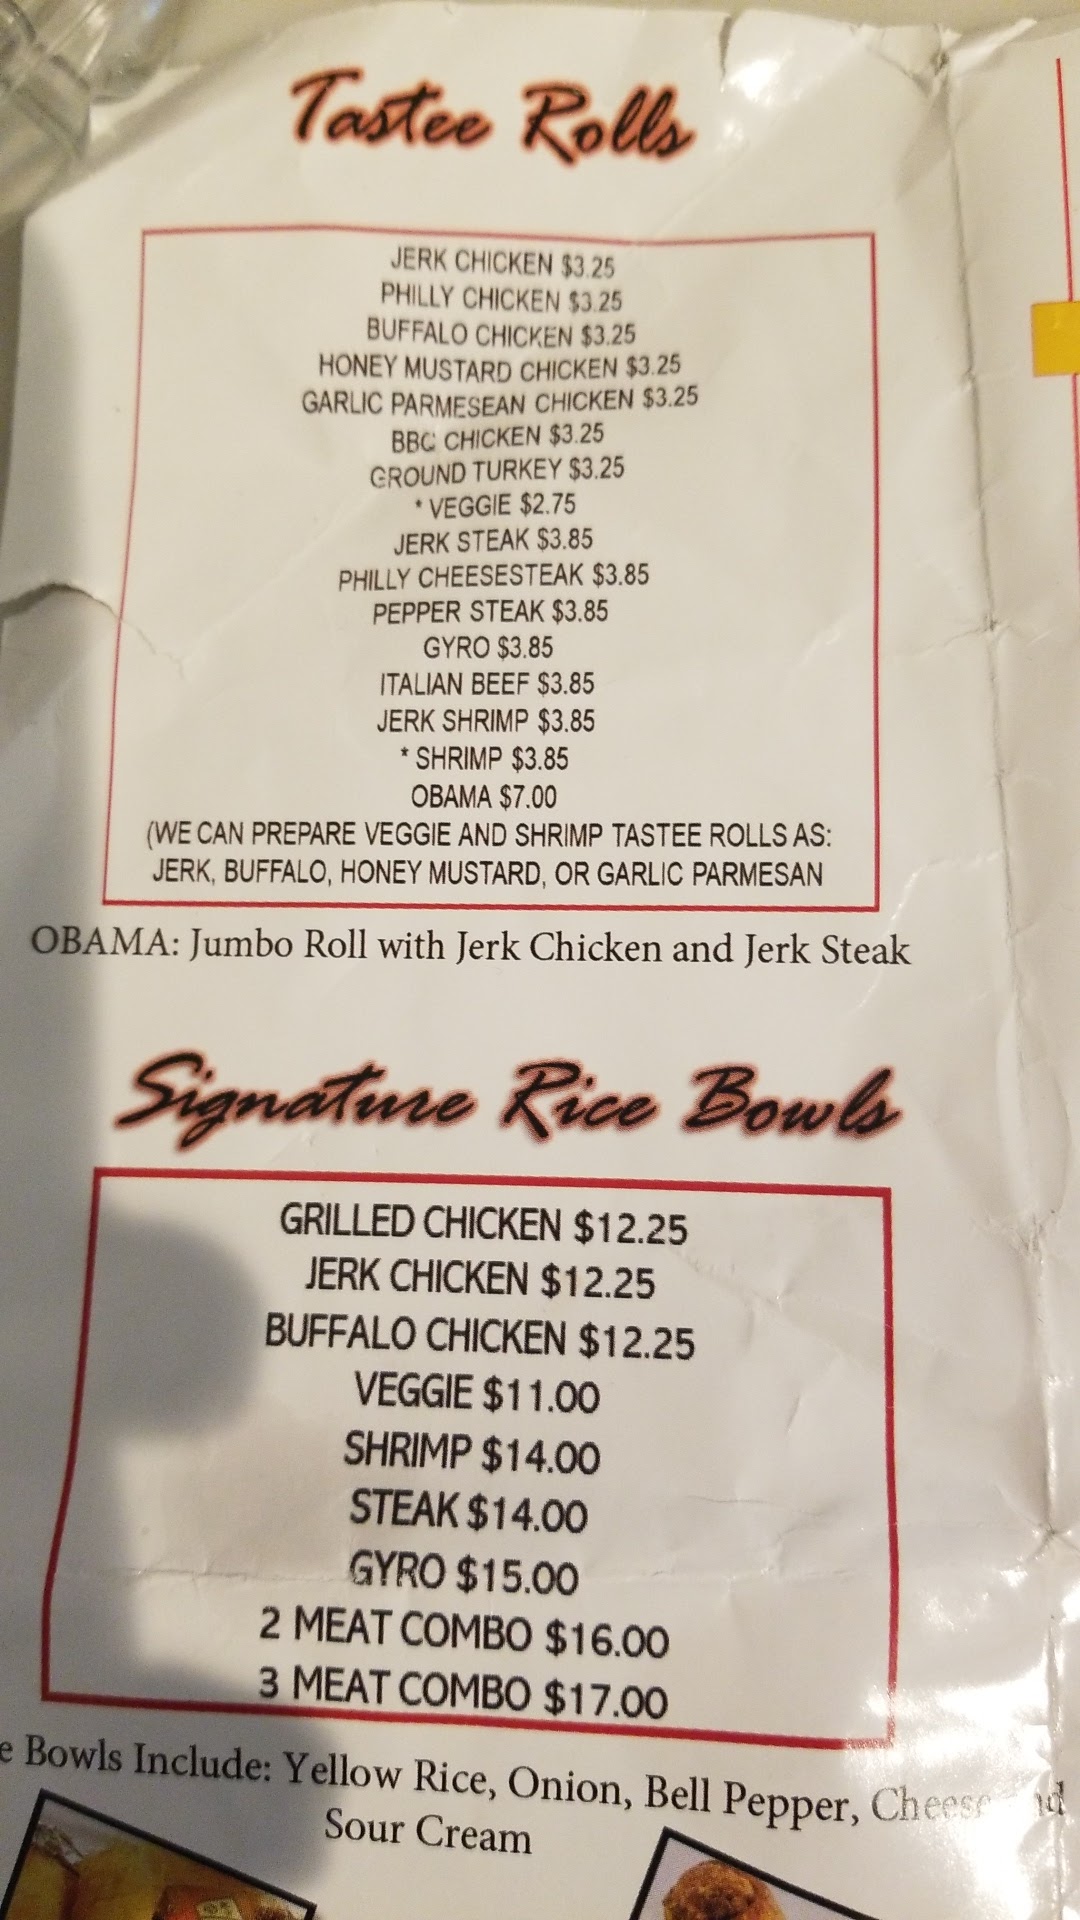 Tastee Rolls
JERK CHICKEN $3.25
PHILLY CHICKEN $3.25
BUFFALO CHICKEN $3.25
HONEY MUSTARD CHICKEN $3.25
GARLIC PARMESEAN CHICKEN $3.25
BBC CHICKEN $3.25
GROUND TURKEY $3.25
* VEGGIE $2.75
JERK STEAK $3.85
PHILLY CHEESESTEAK $3.85
PEPPER STEAK $3.85
GYRO $3.85
ITALIAN BEEF $3.85
JERK SHRIMP $3.85
* SHRIMP $3.85
OBAMA $7.00
(WE CAN PREPARE VEGGIE AND SHRIMP TASTEE ROLLS AS:
JERK, BUFFALO, HONEY MUSTARD, OR GARLIC PARMESAN
OBAMA: Jumbo Roll with Jerk Chicken and Jerk Steak
Signature Rice Bowls
GRILLED CHICKEN $12.25
JERK CHICKEN $12.25
BUFFALO CHICKEN $12.25
VEGGIE $11.00
SHRIMP $14.00
STEAK $14.00
GYRO $15.00
2 MEAT COMBO $16.00
3 MEAT COMBO $17.00
Bowls Include: Yellow Rice, Onion, Bell Pepper, Cheese
Sour Cream